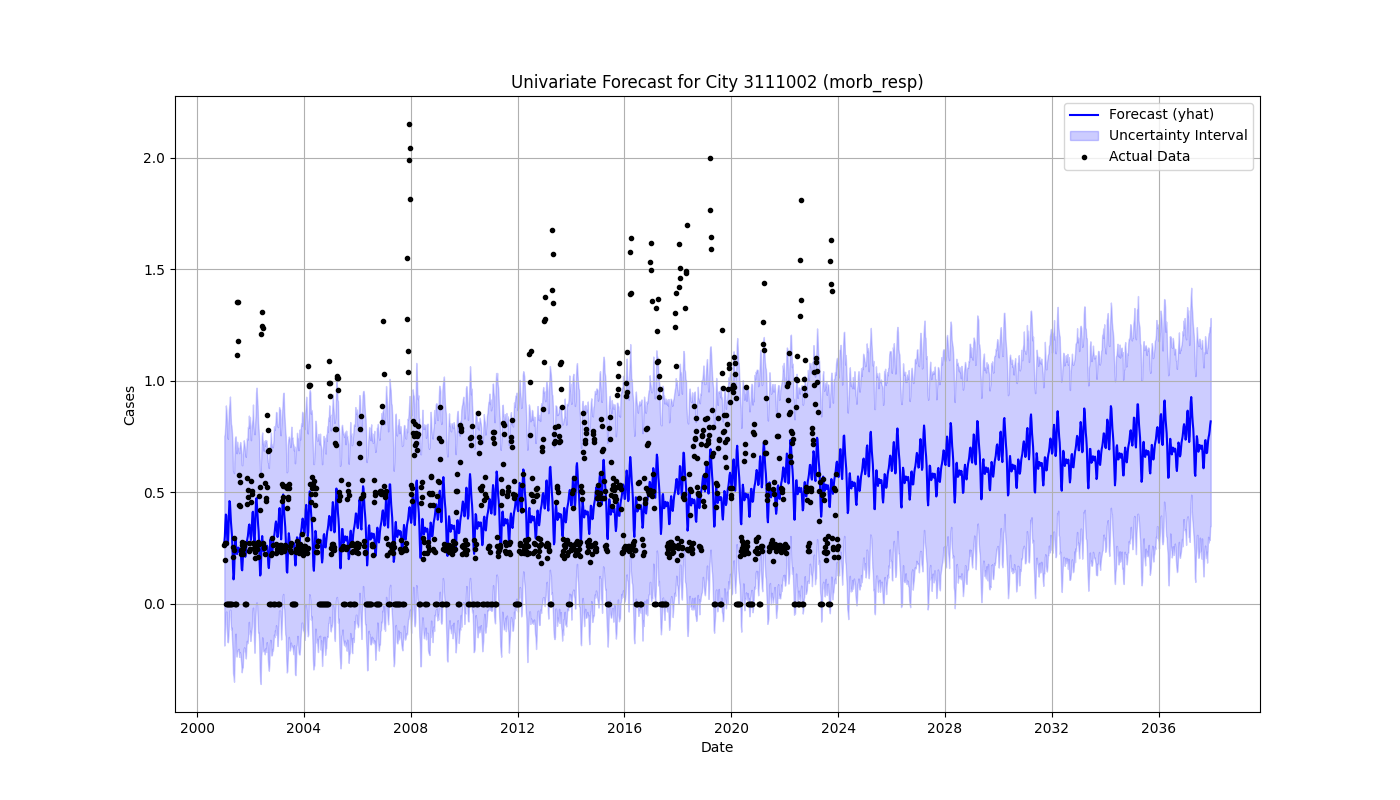 Univariate Forecast for City 3111002 (morb_resp)
Forecast (yhat)
Uncertainty Interval
Actual Data
Cases
2.0
1.5
1.0
0.5
0.0
2000 2004 2008 2012 2016 2020 2024 2028 2032 2036
Date